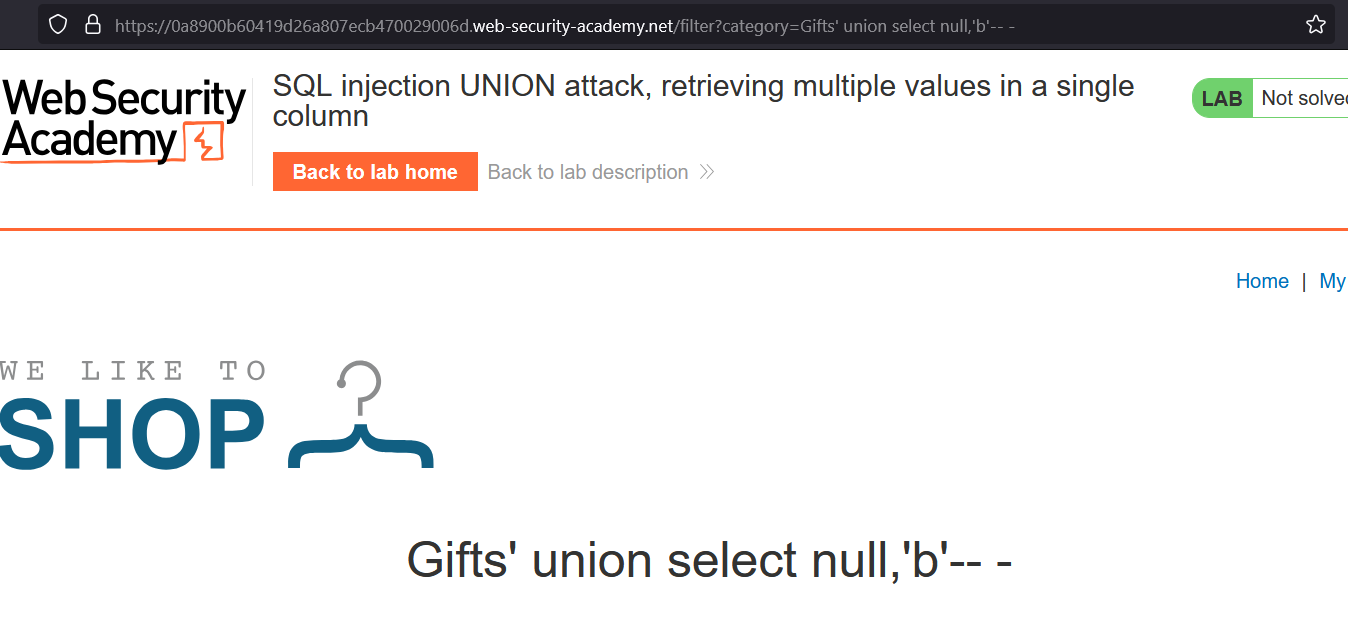 https://0a8900b60419d26a807ecb470029006d.web-security-academy.net/filter?category=Gifts' union select null,'b'-- -
WebSecurity
Academy
SQL injection UNION attack, retrieving multiple values in a single
column
LAB
Not solved
Back to lab home
Back to lab description
Home | My
WE LIKE TO
SHOP
Gifts' union select null,'b'-- -